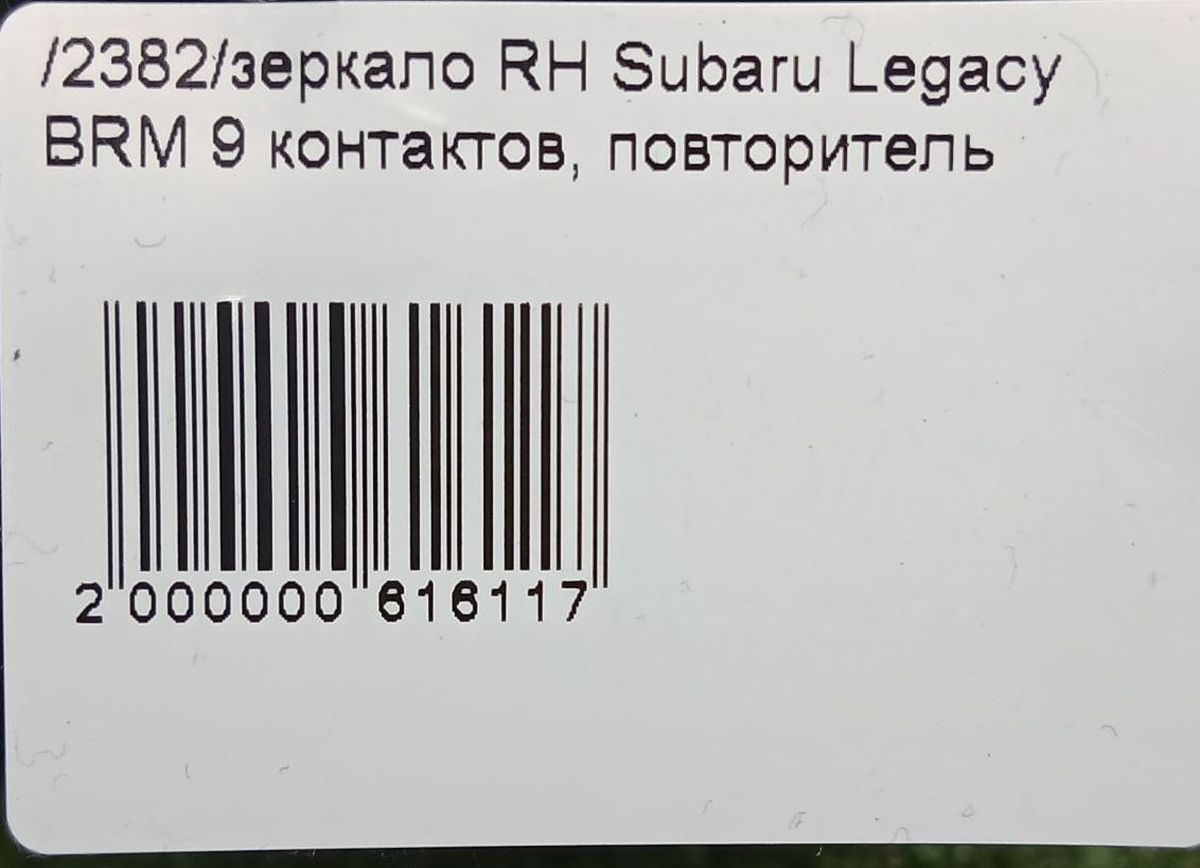 /2382/зеркало RH Subaru Legacy
BRM 9 контактов, повторитель
2 000000 616117